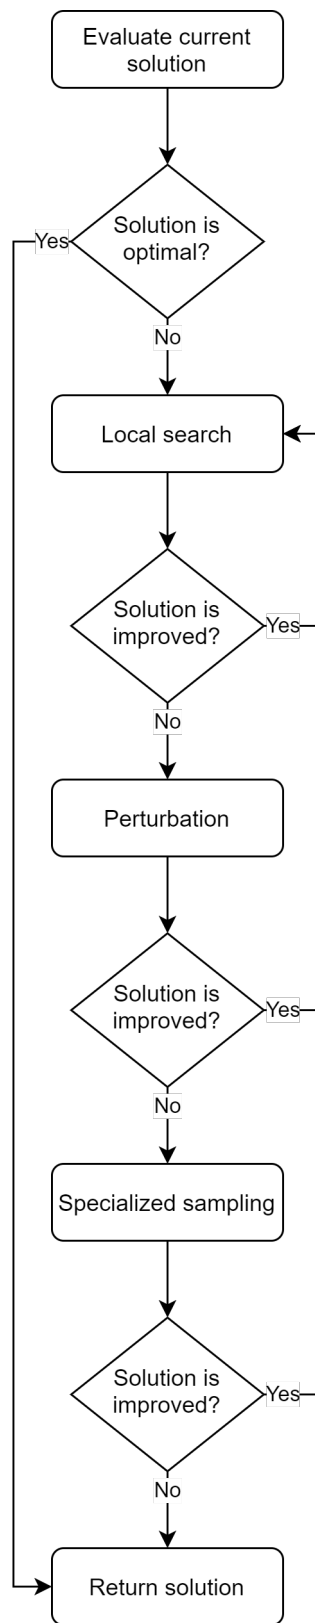 Evaluate current
solution
Solution is
optimal?
Yes
No
Local search
Solution is
improved?
Yes
No
Perturbation
Solution is
improved?
Yes
No
Specialized sampling
Solution is
improved?
Yes
No
Return solution